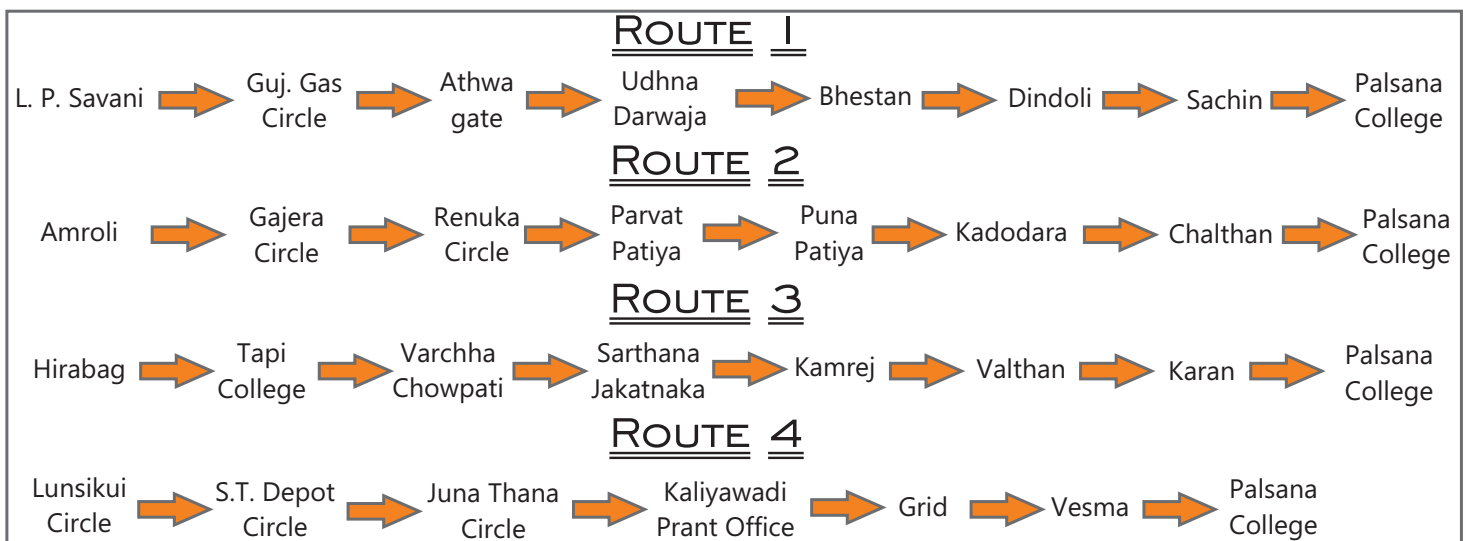 ROUTE 1
L. P. Savani Guj. Gas Circle Athwa gate Udhna Darwaja Bhestan Dindoli Sachin Palsana College
ROUTE 2
Amroli Gajera Circle Renuka Circle Parvat Patiya Puna Patiya Kadodara Chalthan Palsana College
ROUTE 3
Hirabag Tapi College Varchha Chowpati Sarthana Jakatnaka Kamrej Valthan Karan Palsana College
ROUTE 4
Lunsikui Circle S.T. Depot Circle Juna Thana Circle Kaliyawadi Prant Office Grid Vesma Palsana College